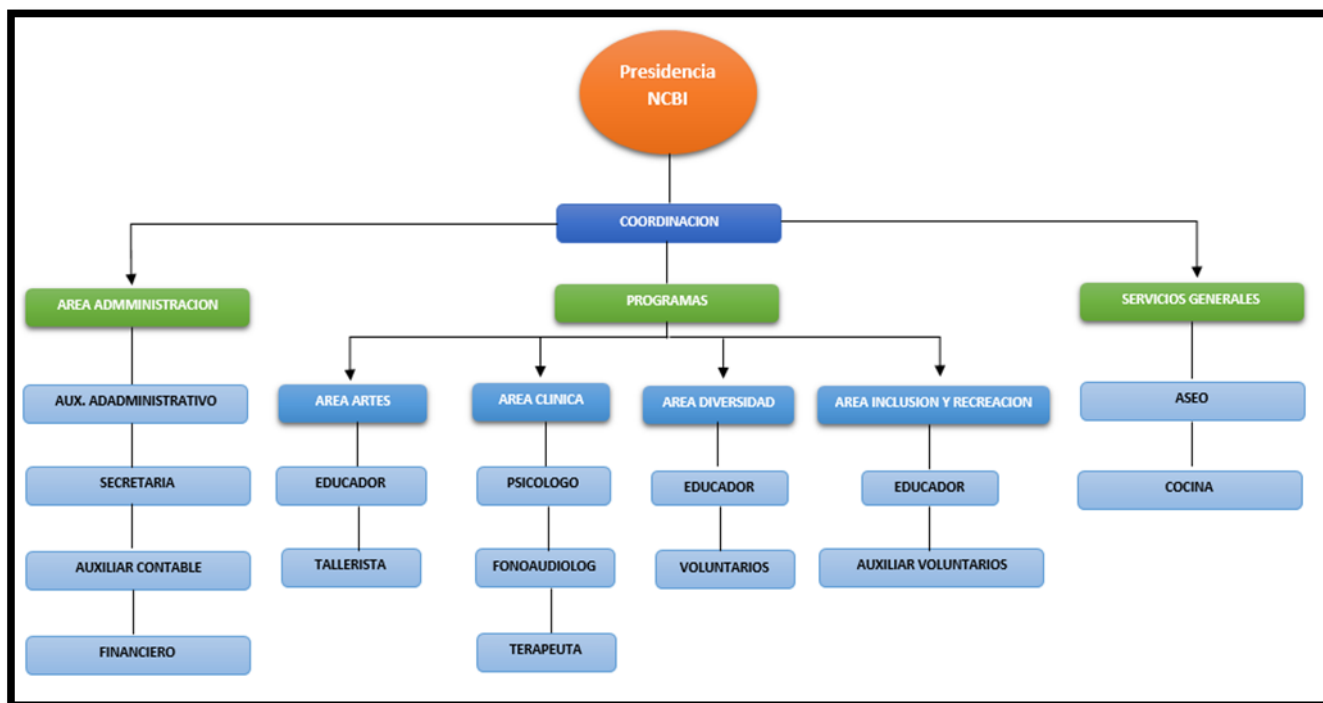 Presidencia
NCBI
COORDINACION
AREA ADMMINISTRACION
PROGRAMAS
SERVICIOS GENERALES
AUX. ADADMINISTRATIVO
AREA ARTES
AREA CLINICA
AREA DIVERSIDAD
AREA INCLUSION Y RECREACION
ASEO
SECRETARIA
EDUCADOR
PSICOLOGO
EDUCADOR
EDUCADOR
COCINA
AUXILIAR CONTABLE
TALLERISTA
FONOAUDIOLOG
VOLUNTARIOS
AUXILIAR VOLUNTARIOS
FINANCIERO
TERAPEUTA